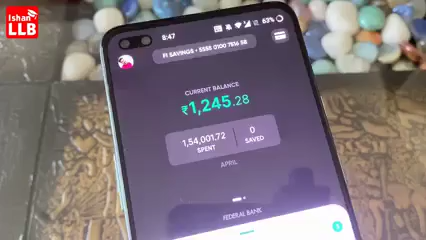 Ishan
LLB
8:47
63%
FI SAVINGS • 5555 0100 7614 58
CURRENT BALANCE
₹1,245.28
1,54,001.72
SPENT
0
SAVED
APRIL
FEDERAL BANK